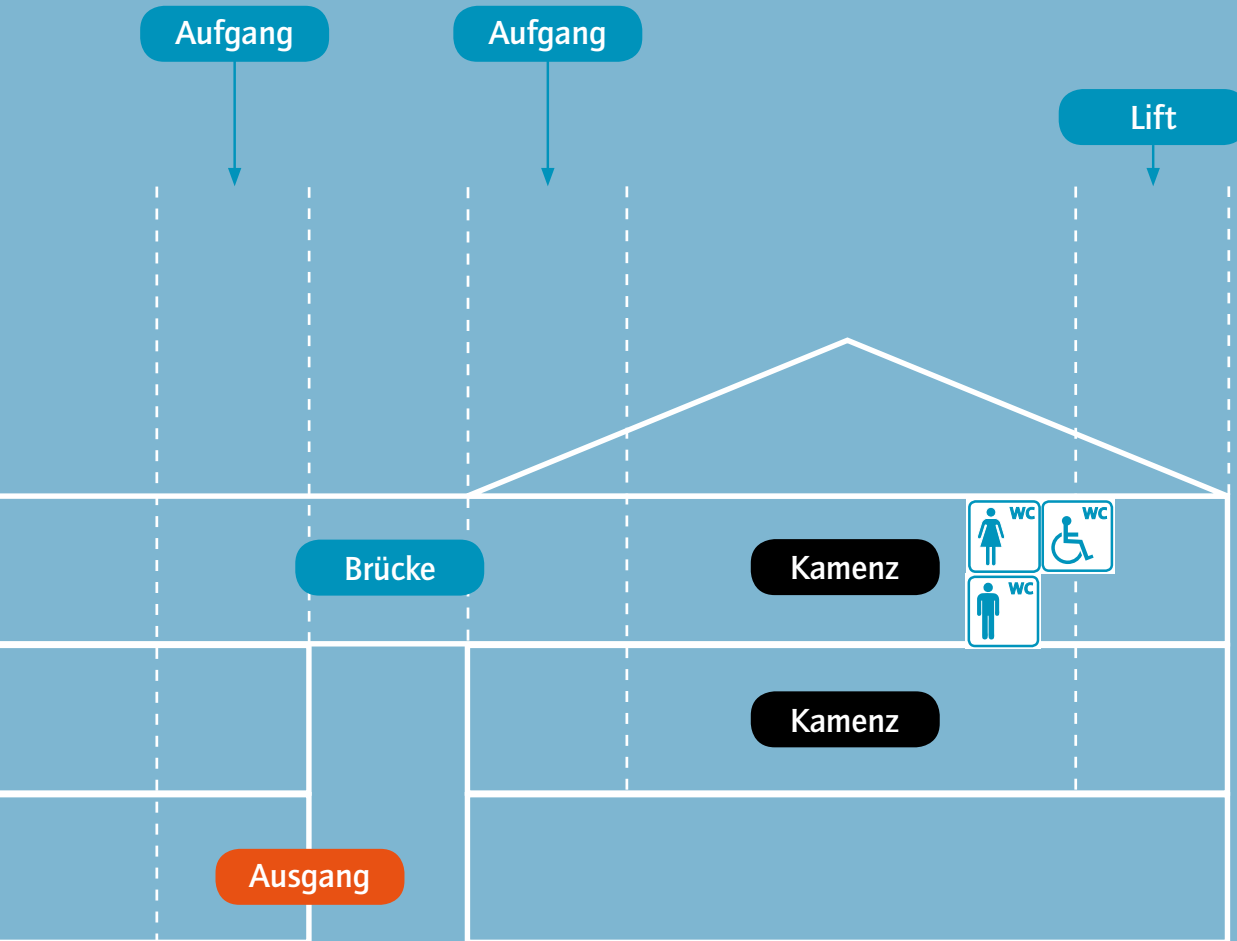 Aufgang
Aufgang
Lift
WC
WC
Brücke
Kamenz
WC
Kamenz
Ausgang